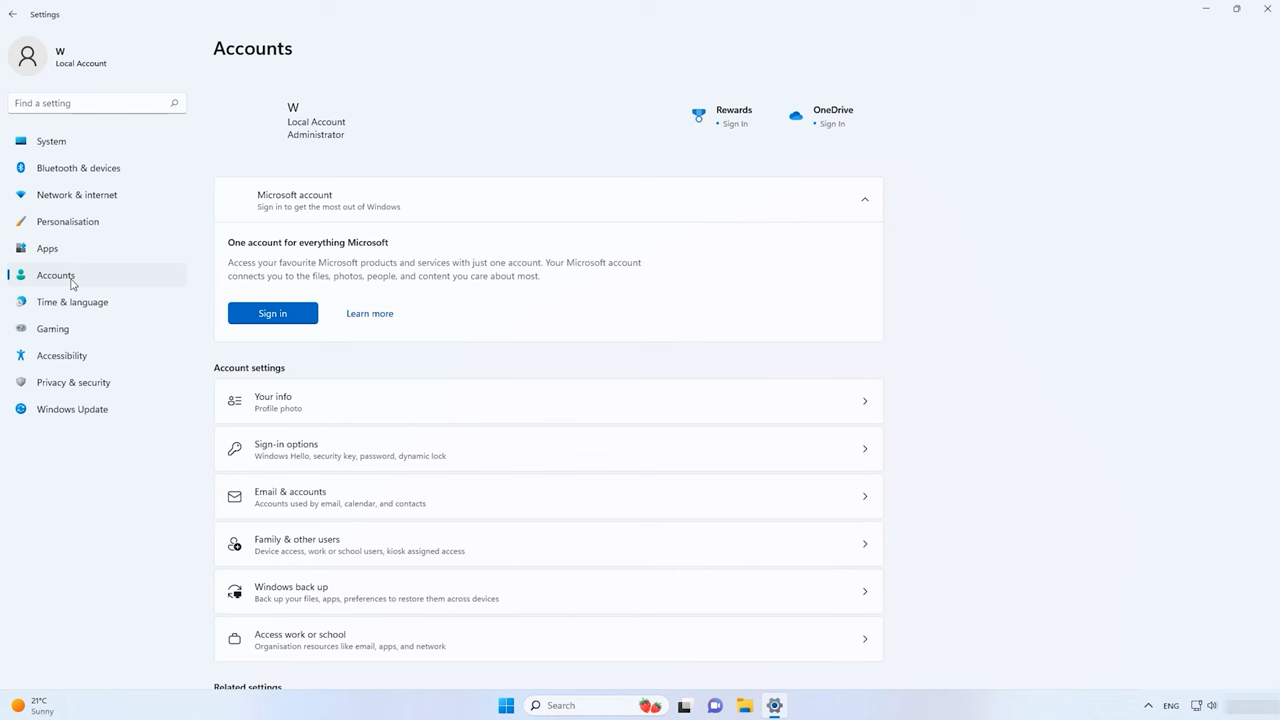 Settings
W
Local Account
Find a setting
System
Bluetooth & devices
Network & internet
Personalisation
Apps
Accounts
Time & language
Gaming
Accessibility
Privacy & security
Windows Update
Accounts
W
Local Account
Administrator
Rewards
• Sign In
OneDrive
• Sign In
Microsoft account
Sign in to get the most out of Windows
One account for everything Microsoft
Access your favourite Microsoft products and services with just one account. Your Microsoft account
connects you to the files, photos, people, and content you care about most.
Sign in
Learn more
Account settings
Your info
Profile photo
Sign-in options
Windows Hello, security key, password, dynamic lock
Email & accounts
Accounts used by email, calendar, and contacts
Family & other users
Device access, work or school users, kiosk assigned access
Windows back up
Back up your files, apps, preferences to restore them across devices
Access work or school
Organisation resources like email, apps, and network
Related settings
21°C
Sunny
Search
ENG